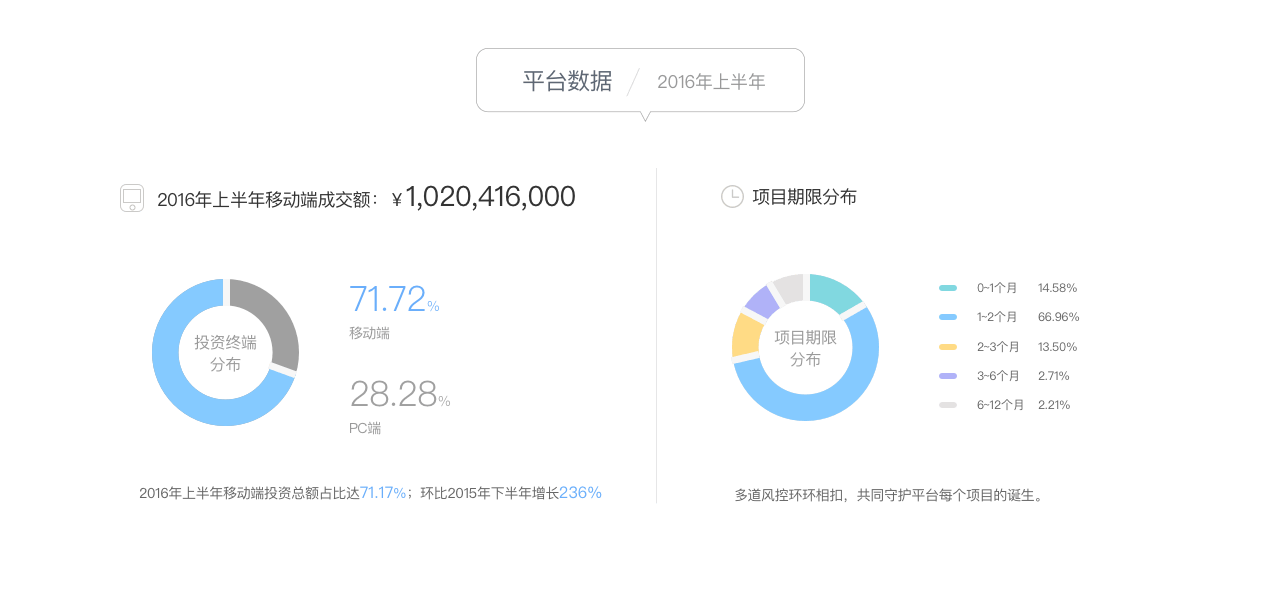 平台数据 / 2016年上半年
2016年上半年移动端成交额：¥1,020,416,000
投资终端
分布
71.72%
移动端
28.28%
PC端
2016年上半年移动端投资总额占比达71.17%；环比2015年下半年增长236%
项目期限分布
项目期限
分布
0~1个月 14.58%
1~2个月 66.96%
2~3个月 13.50%
3~6个月 2.71%
6~12个月 2.21%
多道风控环环相扣，共同守护平台每个项目的诞生。